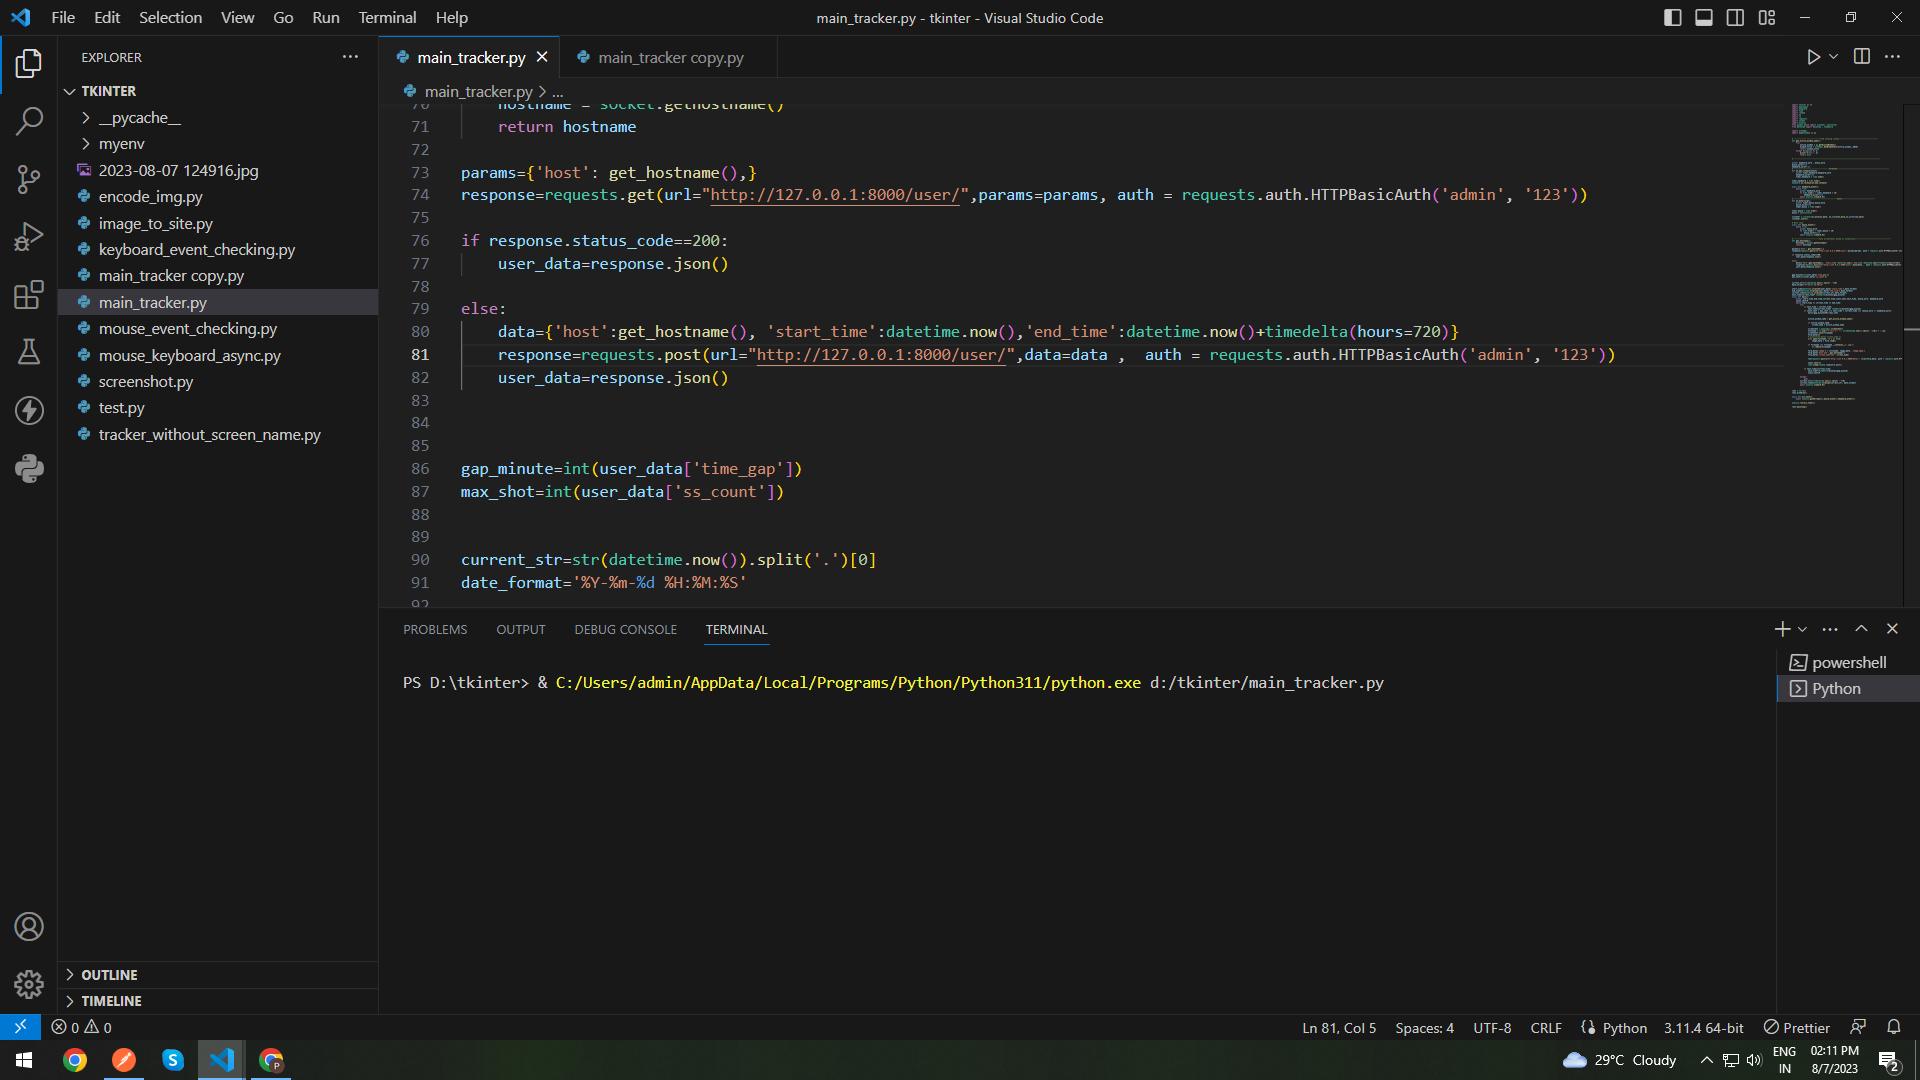 File Edit Selection View Go Run Terminal Help
main_tracker.py - tkinter - Visual Studio Code
EXPLORER
TKINTER
__pycache__
myenv
2023-08-07 124916.jpg
encode_img.py
image_to_site.py
keyboard_event_checking.py
main_tracker copy.py
main_tracker.py
mouse_event_checking.py
mouse_keyboard_async.py
screenshot.py
test.py
tracker_without_screen_name.py
OUTLINE
TIMELINE
main_tracker.py
main_tracker copy.py
main_tracker.py > ...
70 hostname = socket.gethostname()
71 return hostname
72
73 params={'host': get_hostname(),}
74 response=requests.get(url="http://127.0.0.1:8000/user/",params=params, auth = requests.auth.HTTPBasicAuth('admin', '123'))
75
76 if response.status_code==200:
77 user_data=response.json()
78
79 else:
80 data={'host':get_hostname(), 'start_time':datetime.now(),'end_time':datetime.now()+timedelta(hours=720)}
81 response=requests.post(url="http://127.0.0.1:8000/user/",data=data , auth = requests.auth.HTTPBasicAuth('admin', '123'))
82 user_data=response.json()
83
84
85
86 gap_minute=int(user_data['time_gap'])
87 max_shot=int(user_data['ss_count'])
88
89
90 current_str=str(datetime.now()).split('.')[0]
91 date_format='%Y-%m-%d %H:%M:%S'
92
PROBLEMS OUTPUT DEBUG CONSOLE TERMINAL
PS D:\tkinter> & C:/Users/admin/AppData/Local/Programs/Python/Python311/python.exe d:/tkinter/main_tracker.py
powershell
Python
0 0
Ln 81, Col 5 Spaces: 4 UTF-8 CRLF Python 3.11.4 64-bit Prettier
29°C Cloudy
ENG
IN
02:11 PM
8/7/2023
2